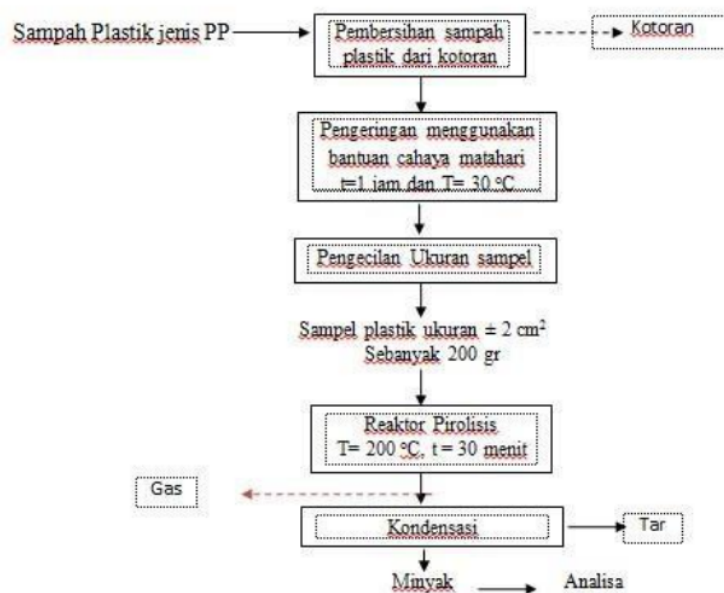 Sampah Plastik jenis PP
Pembersihan sampah
plastik dari kotoran
Kotoran
Pengeringan menggunakan
bantuan cahaya matahari
t=1 jam dan T= 30 °C
Pengecilan Ukuran sampel
Sampel plastik ukuran ± 2 cm²
Sebanyak 200 gr
Reaktor Pirolisis
T= 200 °C, t = 30 menit
Gas
Kondensasi
Tar
Minyak
Analisa